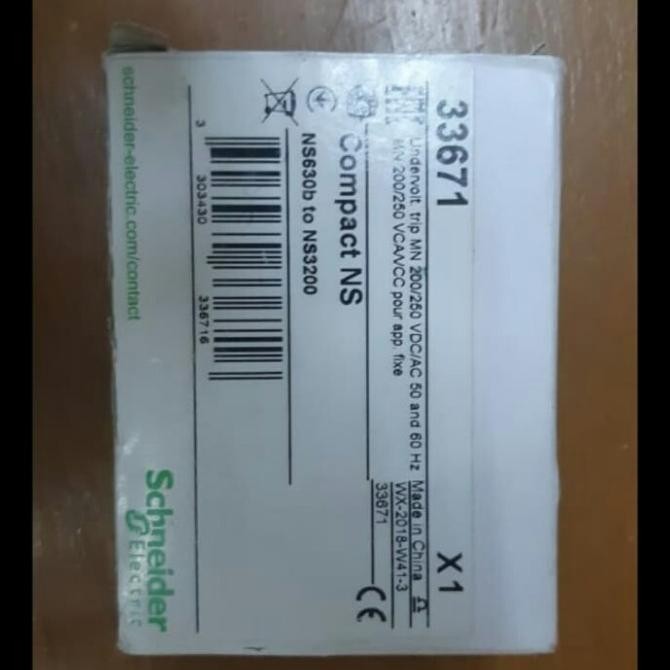 33671 X1
Undervolt. trip MN 200/250 VDC/AC 50 and 60 Hz
MN 200/250 VCA/VCC pour app. fixe
Made in China
WX-2018-W41-3
33671
Compact NS
NS630b to NS3200
CE
3 303430 336716
schneider-electric.com/contact
Schneider
Electric